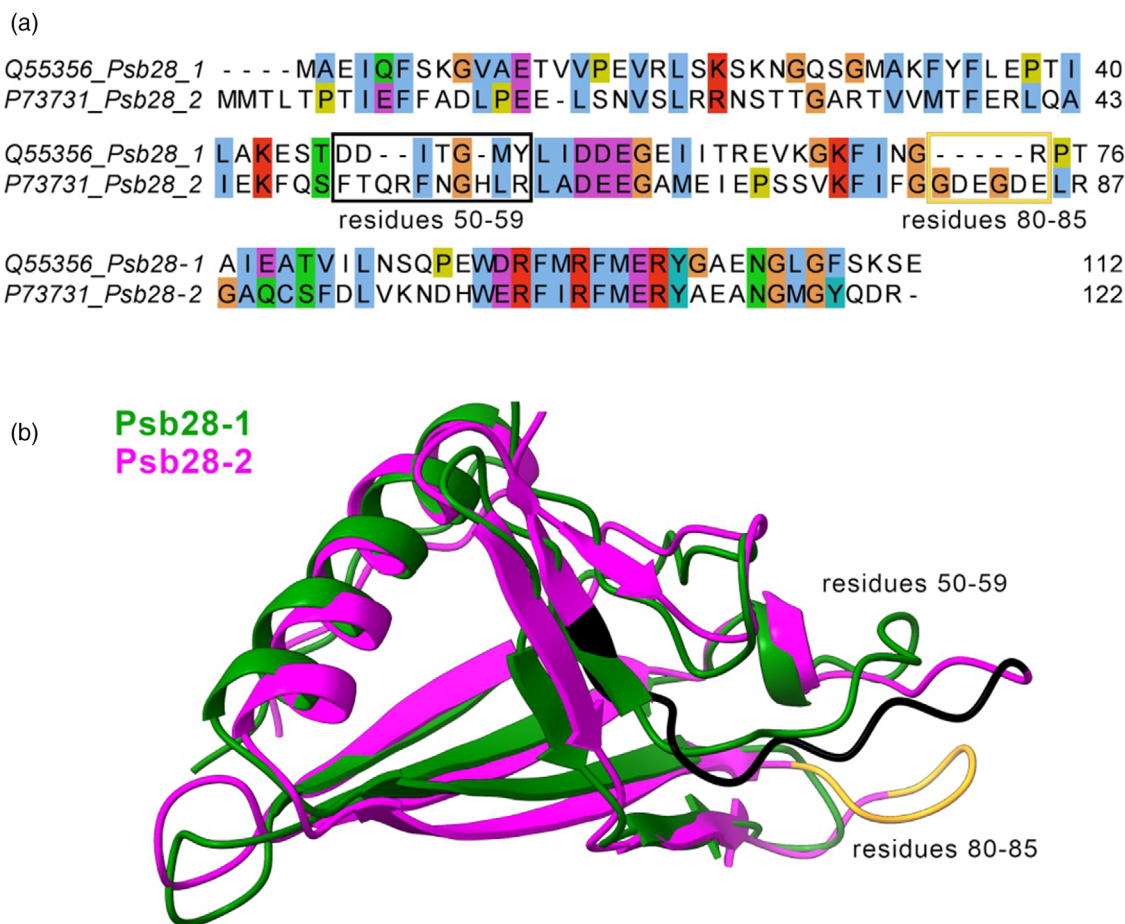 (a)
Q55356_Psb28_1 ----MAEIQFSKGVAETVVPEVRLSKSKNGQSGMAKFYFLEPTI 40
P73731_Psb28_2 MMTLTPTIEFFADLPEE-LSNVSLRRNSTTGARTVVMTFERLQA 43
Q55356_Psb28_1 LAKESTDD--ITG-MYLIDDEGEIITREVKGKFING-----RPT 76
P73731_Psb28_2 IEKFQSFTQRFNGHLRLADEEGAMEIEPSSVKFIFGGDEGDELR 87
residues 50-59 residues 80-85
Q55356_Psb28-1 AIEATVILNSQPEWDRFMRFMERYGAENGLGFSKSE 112
P73731_Psb28-2 GAQCSFDLVKNDHWERFIRFMERYAEANGMGYQDR- 122
(b)
Psb28-1
Psb28-2
residues 50-59
residues 80-85